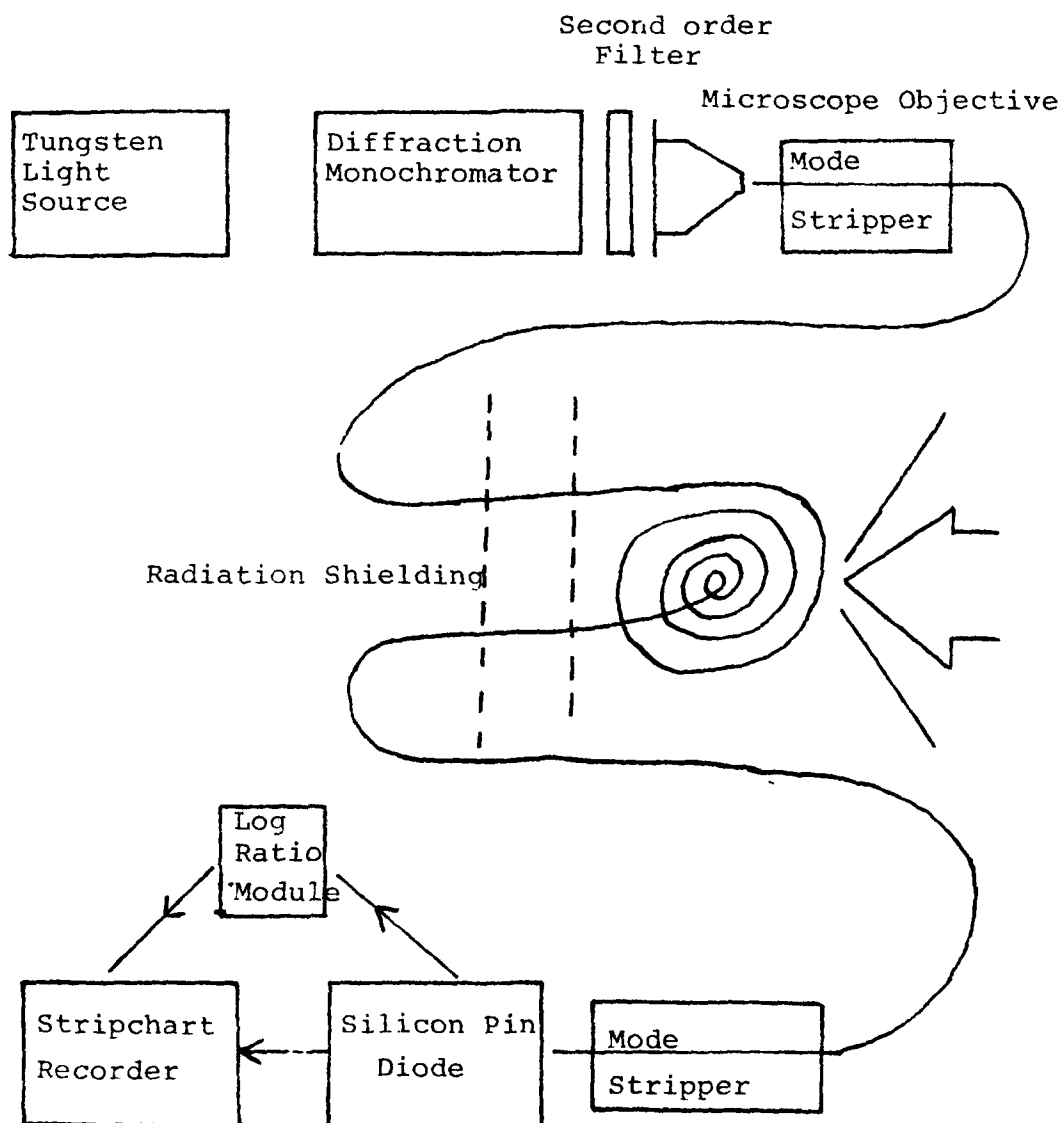 Second order
Filter
Microscope Objective
Tungsten
Light
Source
Diffraction
Monochromator
Mode
Stripper
Radiation Shielding
Log
Ratio
Module
Stripchart
Recorder
Silicon Pin
Diode
Mode
Stripper